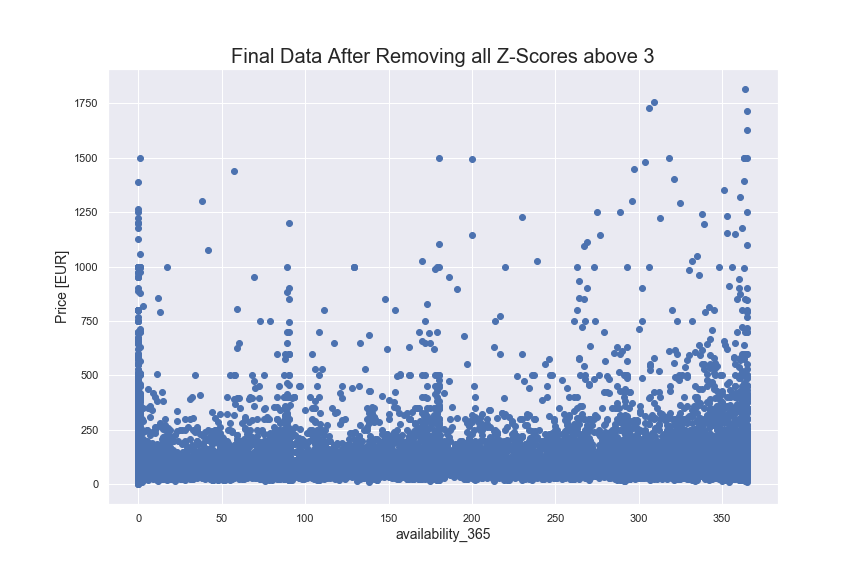 Final Data After Removing all Z-Scores above 3
Price [EUR]
1750
1500
1250
1000
750
500
250
0
0 50 100 150 200 250 300 350
availability_365